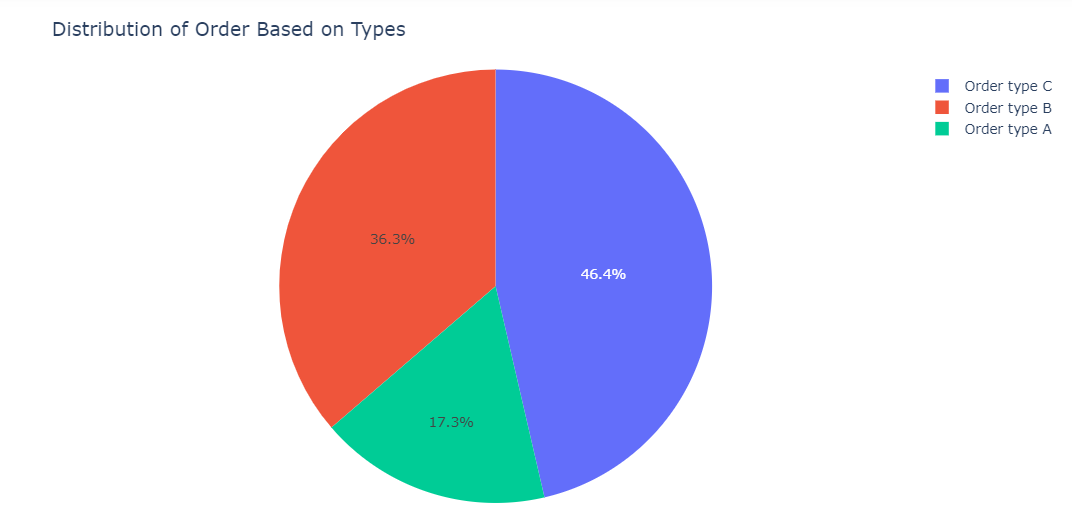 Distribution of Order Based on Types
Order type C
Order type B
Order type A
36.3%
46.4%
17.3%